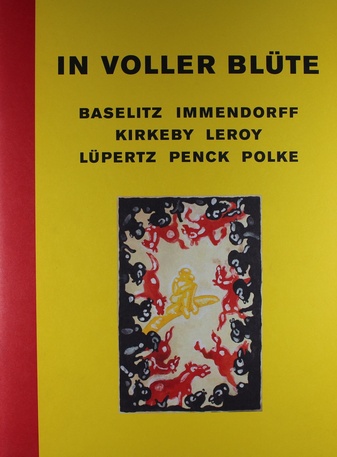 IN VOLLER BLÜTE
BASELITZ IMMENDORFF
KIRKEBY LEROY
LÜPERTZ PENCK POLKE